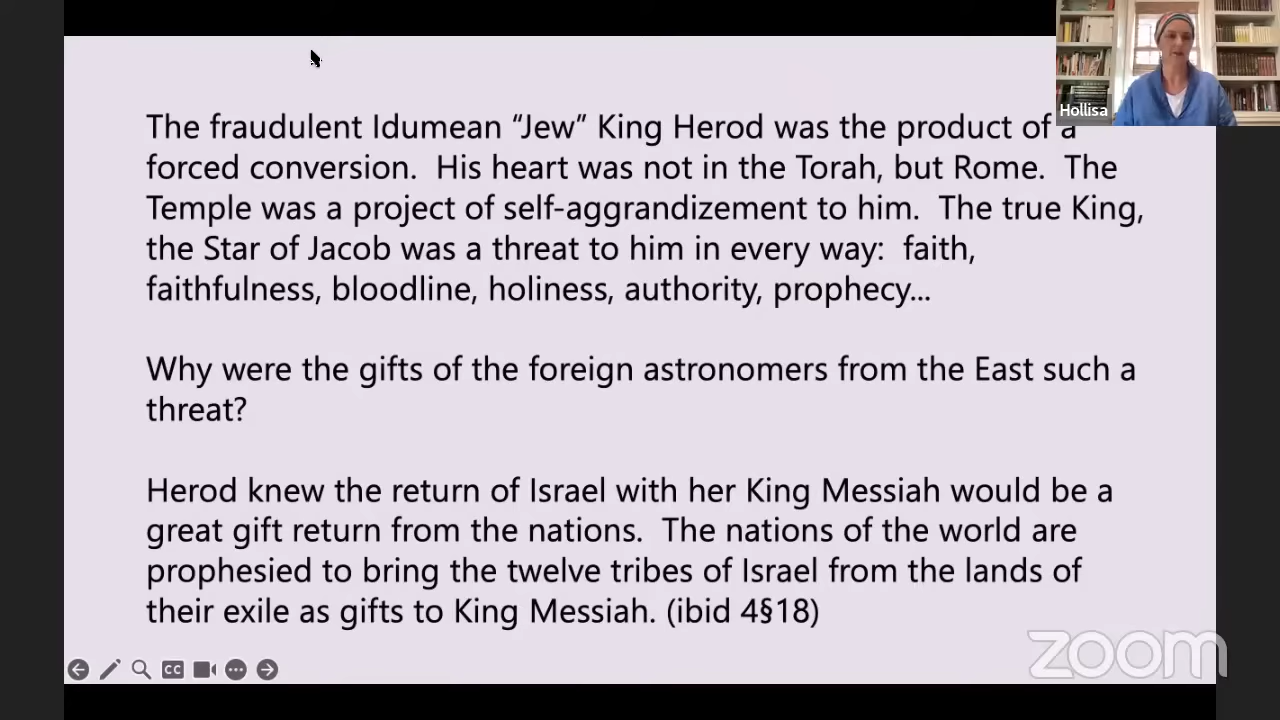 Hollisa
The fraudulent Idumean “Jew” King Herod was the product of a
forced conversion.  His heart was not in the Torah, but Rome.  The
Temple was a project of self-aggrandizement to him.  The true King,
the Star of Jacob was a threat to him in every way:  faith,
faithfulness, bloodline, holiness, authority, prophecy...
Why were the gifts of the foreign astronomers from the East such a
threat?
Herod knew the return of Israel with her King Messiah would be a
great gift return from the nations.  The nations of the world are
prophesied to bring the twelve tribes of Israel from the lands of
their exile as gifts to King Messiah. (ibid 4§18)
CC
zoom